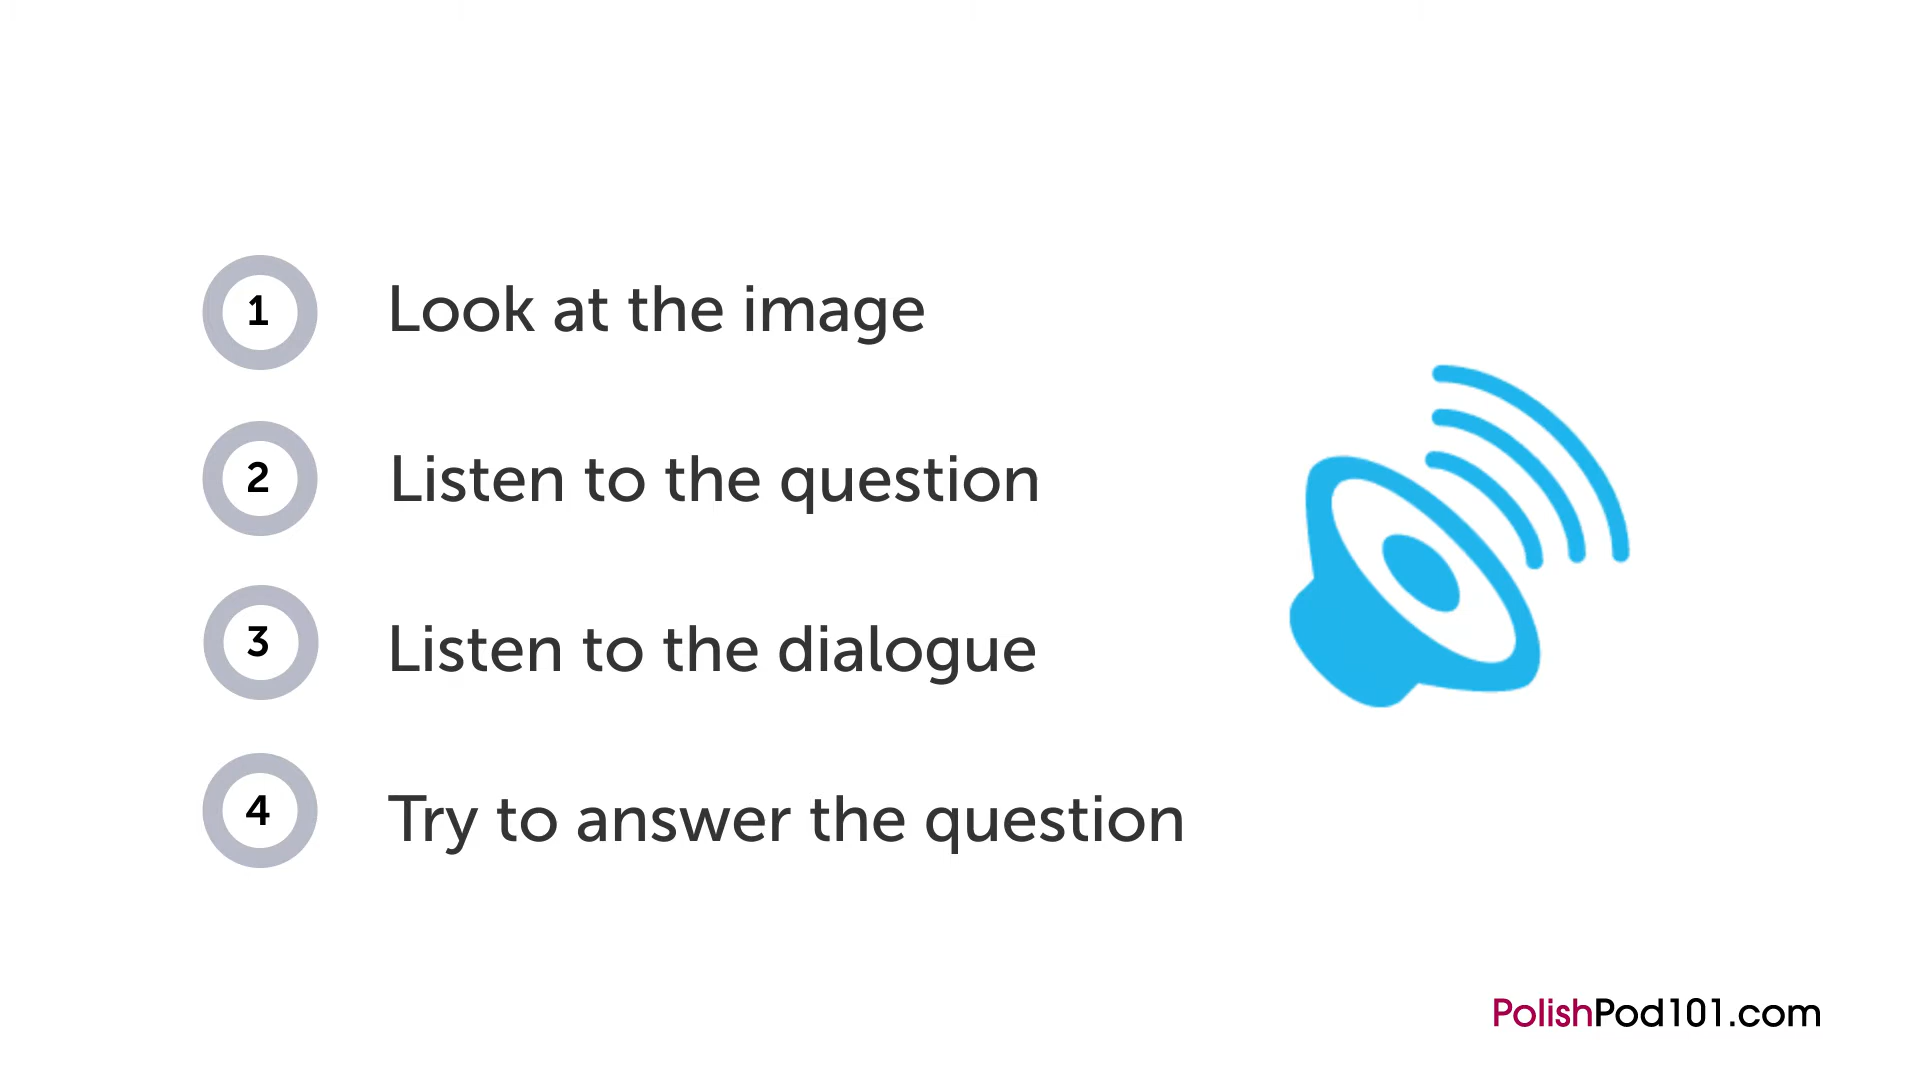 1 Look at the image
2 Listen to the question
3 Listen to the dialogue
4 Try to answer the question
PolishPod101.com